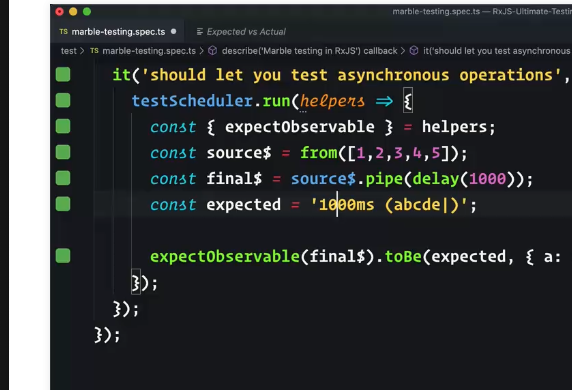 marble-testing.spec.ts — RxJS-Ultimate-Testin
TS marble-testing.spec.ts ● Expected vs Actual
test > TS marble-testing.spec.ts > describe('Marble testing in RxJS') callback > it('should let you test asynchronous
it('should let you test asynchronous operations',
testScheduler.run(helpers ⇒ {
const { expectObservable } = helpers;
const source$ = from([1,2,3,4,5]);
const final$ = source$.pipe(delay(1000));
const expected = '1000ms (abcde|)';
expectObservable(final$).toBe(expected, { a:
});
});
});